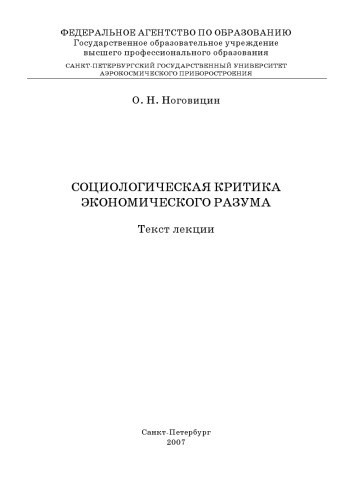 ФЕДЕРАЛЬНОЕ АГЕНТСТВО ПО ОБРАЗОВАНИЮ
Государственное образовательное учреждение
высшего профессионального образования
САНКТ-ПЕТЕРБУРГСКИЙ ГОСУДАРСТВЕННЫЙ УНИВЕРСИТЕТ
АЭРОКОСМИЧЕСКОГО ПРИБОРОСТРОЕНИЯ
О. Н. Ноговицин
СОЦИОЛОГИЧЕСКАЯ КРИТИКА
ЭКОНОМИЧЕСКОГО РАЗУМА
Текст лекции
Санкт-Петербург
2007